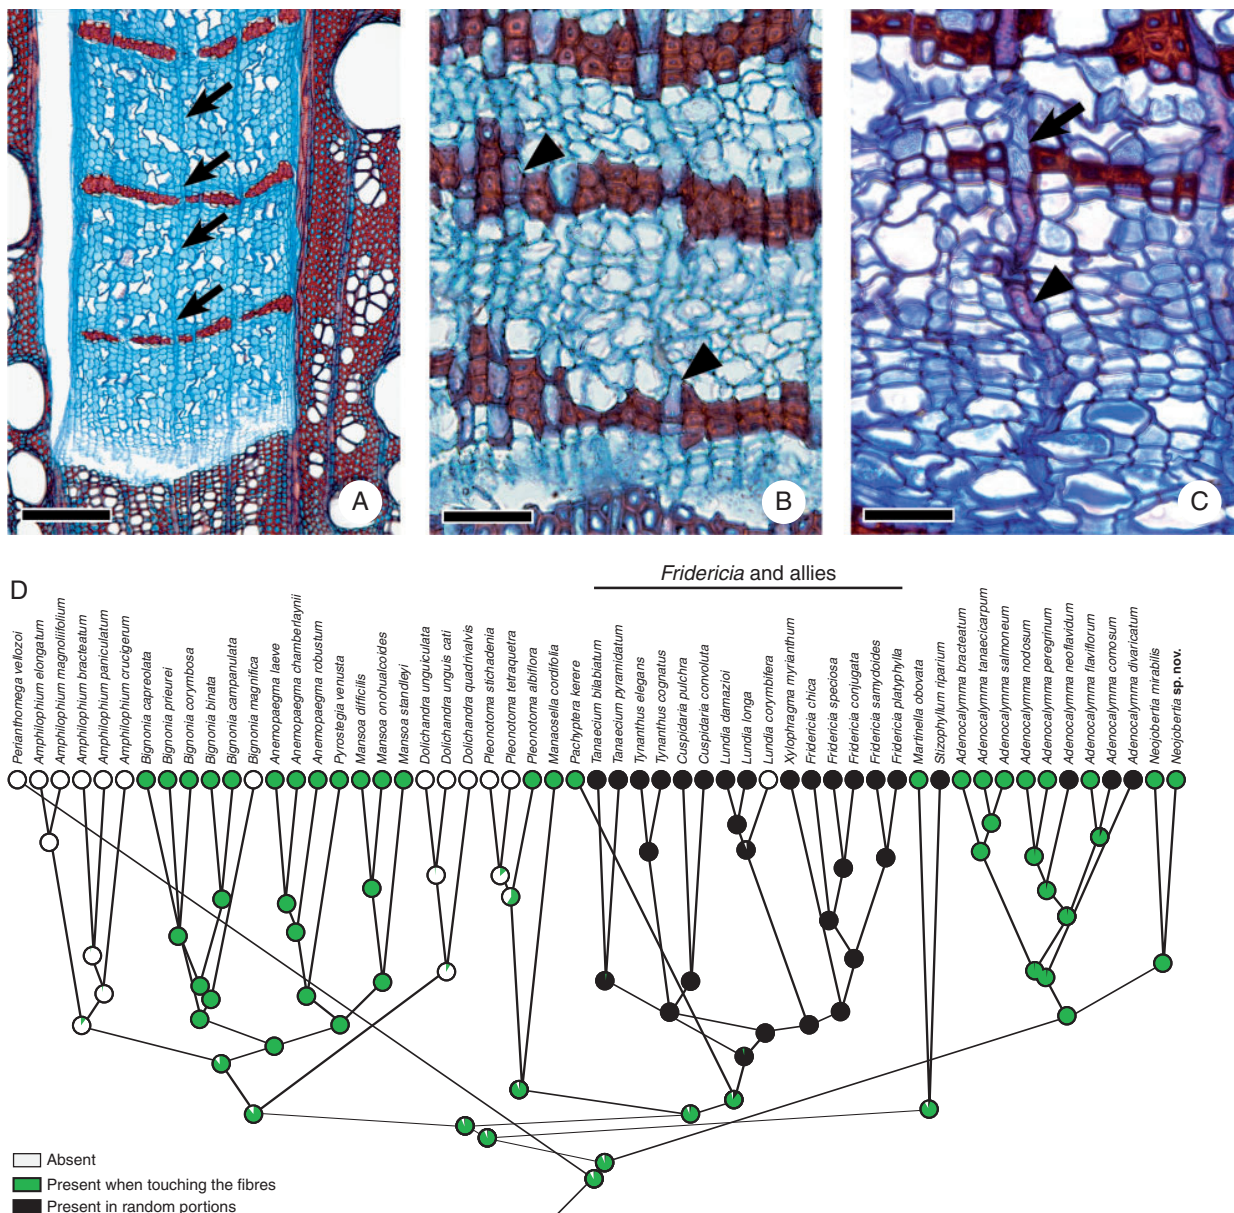 A
B
C
D
Fridericia and allies
Perianthomega vellozoi
Amphilophium elongatum
Amphilophium magnoliifolium
Amphilophium bracteatum
Amphilophium paniculatum
Amphilophium crucigerum
Bignonia capreolata
Bignonia prieurei
Bignonia corymbosa
Bignonia binata
Bignonia campanulata
Bignonia magnifica
Anemopaegma laeve
Anemopaegma chamberlaynii
Anemopaegma robustum
Pyrostegia venusta
Mansoa difficilis
Mansoa onohualcoides
Mansoa standleyi
Dolichandra unguiculata
Dolichandra unguis cati
Dolichandra quadrivalvis
Pleonotoma stichadenia
Pleonotoma tetraquetra
Pleonotoma albiflora
Manaosella cordifolia
Pachyptera kerere
Tanaecium bilabiatum
Tanaecium pyramidatum
Tynanthus elegans
Tynanthus cognatus
Cuspidaria pulchra
Cuspidaria convoluta
Lundia damazioi
Lundia longa
Lundia corymbifera
Xylophragma myrianthum
Fridericia chica
Fridericia speciosa
Fridericia conjugata
Fridericia samydoides
Fridericia platyphylla
Martinella obovata
Stizophyllum riparium
Adenocalymma bracteatum
Adenocalymma tanaeciicarpum
Adenocalymma salmoneum
Adenocalymma nodosum
Adenocalymma peregrinum
Adenocalymma neoflavidum
Adenocalymma flaviflorum
Adenocalymma comosum
Adenocalymma divaricatum
Neojobertia mirabilis
Neojobertia sp. nov.
Absent
Present when touching the fibres
Present in random portions